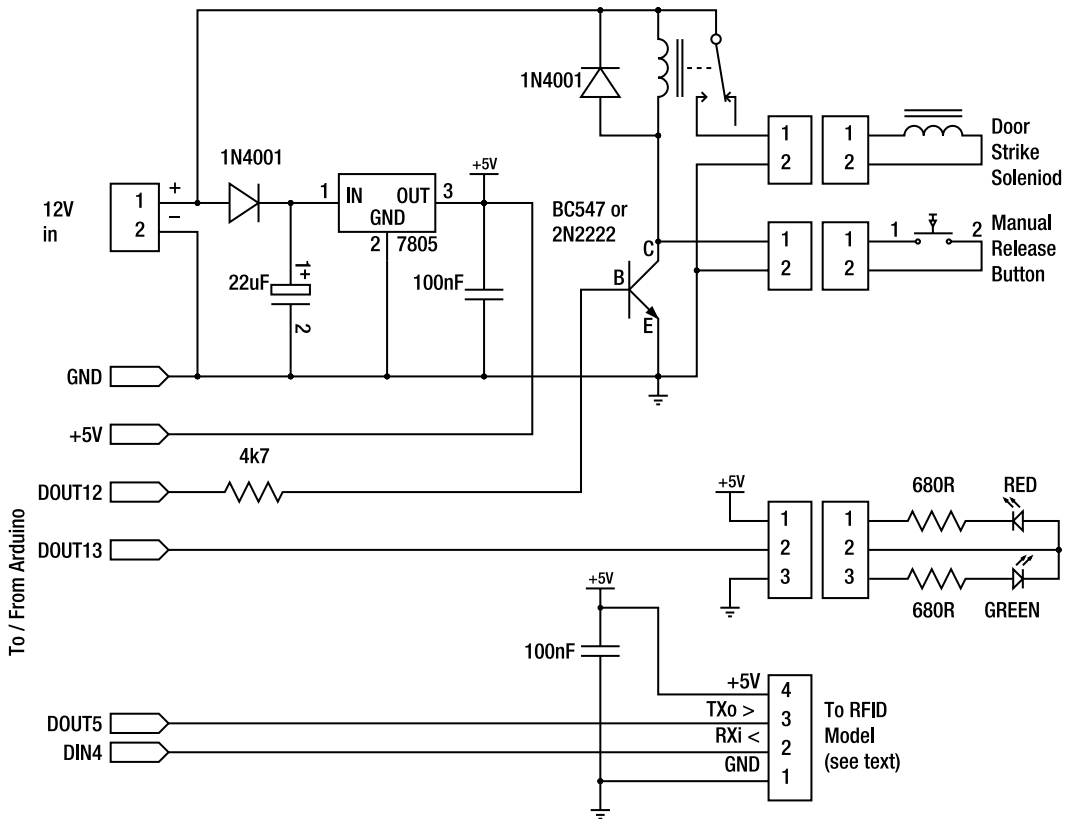 1N4001
1
2
1
2
Door
Strike
Soleniod
1N4001
12V
in
1
2
+
−
1
IN
OUT
GND
3
2
7805
+5V
22uF
1+
2
100nF
BC547 or
2N2222
C
B
E
1
2
1
2
1
2
Manual
Release
Button
GND
+5V
4k7
DOUT12
DOUT13
To / From Arduino
+5V
1
2
3
1
2
3
680R
RED
680R
GREEN
+5V
100nF
+5V
TXo >
RXi <
GND
4
3
2
1
To RFID
Model
(see text)
DOUT5
DIN4